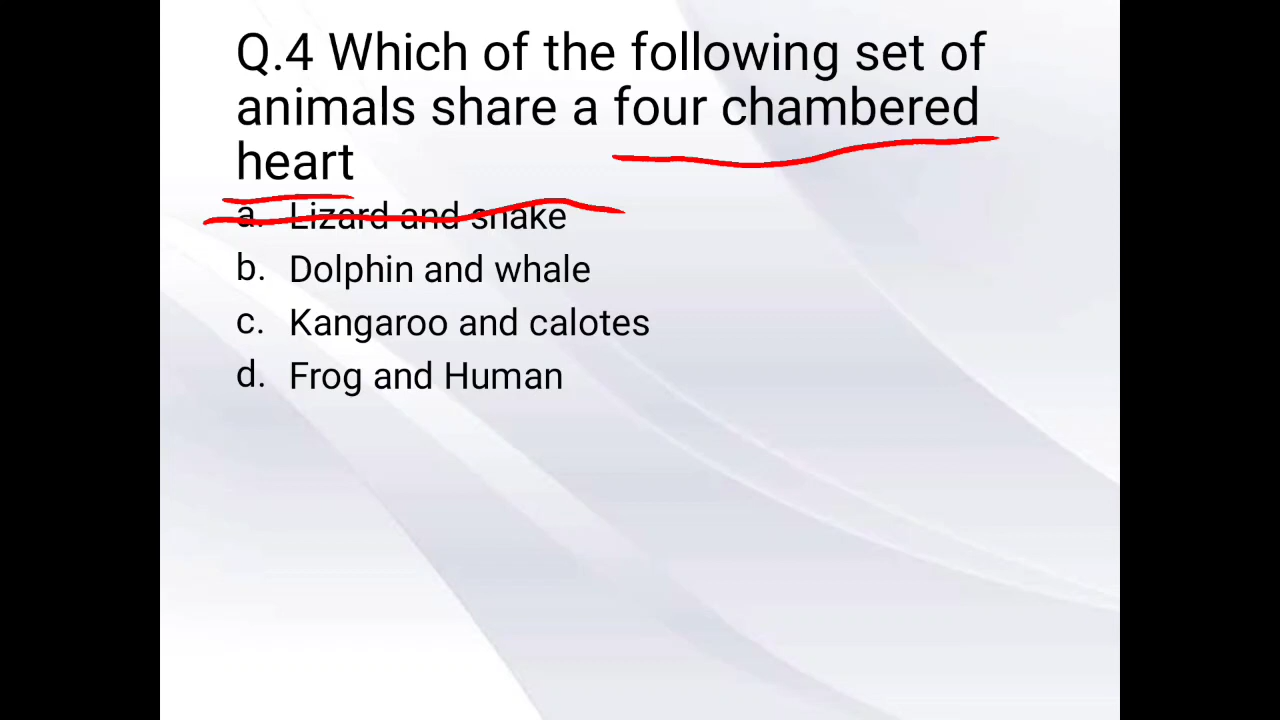 Q.4 Which of the following set of
animals share a four chambered
heart
a. Lizard and snake
b. Dolphin and whale
c. Kangaroo and calotes
d. Frog and Human